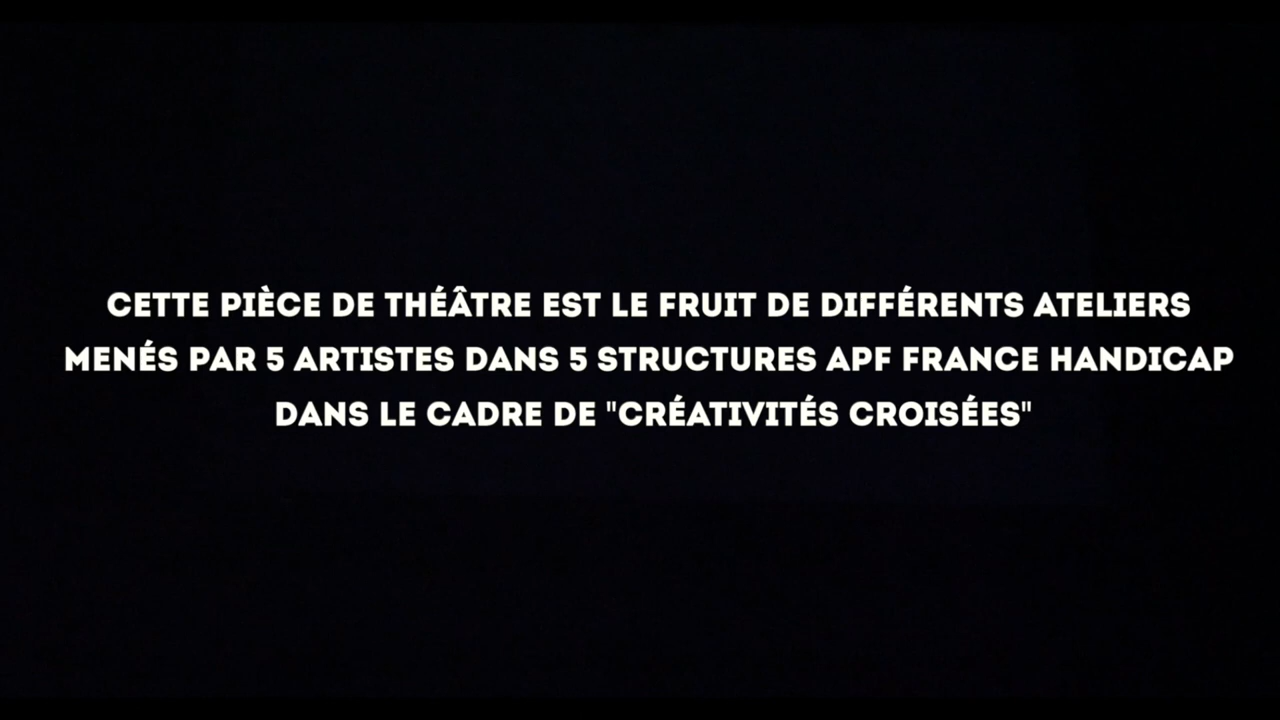 CETTE PIÈCE DE THÉÂTRE EST LE FRUIT DE DIFFÉRENTS ATELIERS
MENÉS PAR 5 ARTISTES DANS 5 STRUCTURES APF FRANCE HANDICAP
DANS LE CADRE DE "CRÉATIVITÉS CROISÉES"